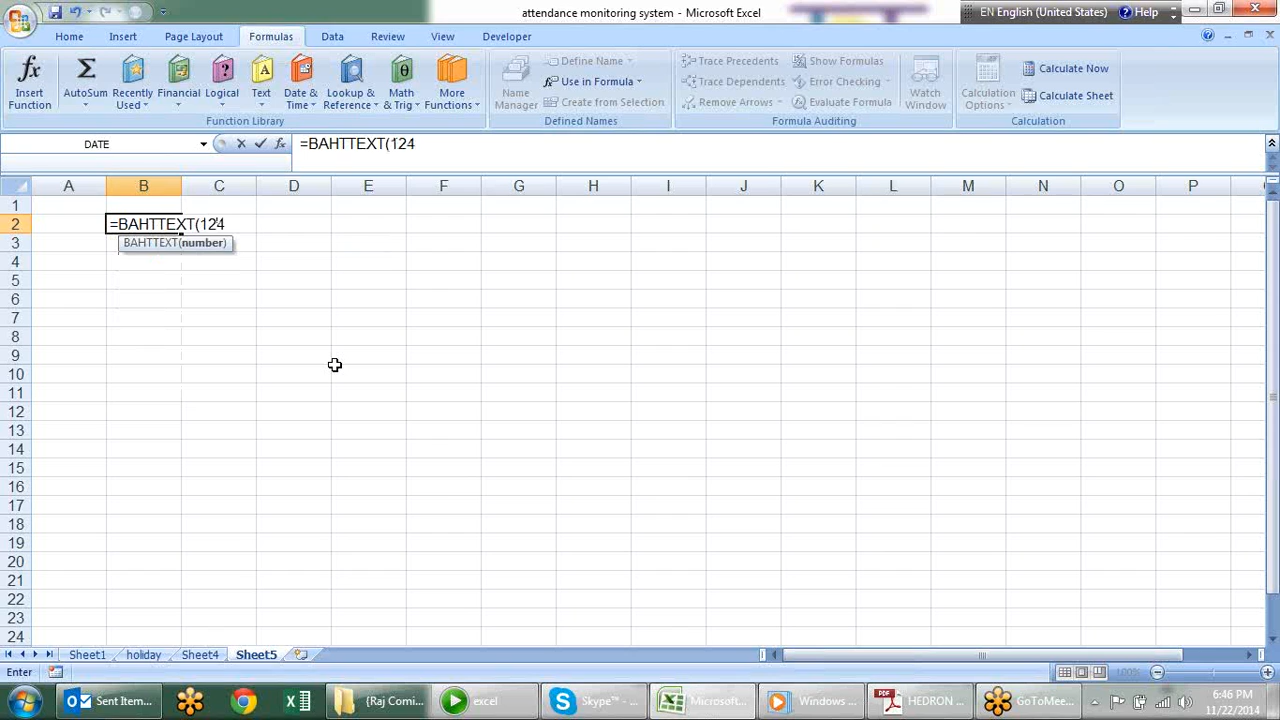 attendance monitoring system - Microsoft Excel
EN English (United States)
? Help
Home Insert Page Layout Formulas Data Review View Developer
Insert Function
AutoSum
Recently Used
Financial
Logical
Text
Date & Time
Lookup & Reference
Math & Trig
More Functions
Function Library
Name Manager
Define Name
Use in Formula
Create from Selection
Defined Names
Trace Precedents
Trace Dependents
Remove Arrows
Show Formulas
Error Checking
Evaluate Formula
Formula Auditing
Watch Window
Calculation Options
Calculate Now
Calculate Sheet
Calculation
DATE
fx
=BAHTTEXT(124
A B C D E F G H I J K L M N O P
1
2 =BAHTTEXT(124
BAHTTEXT(number)
3
4
5
6
7
8
9
10
11
12
13
14
15
16
17
18
19
20
21
22
23
24
Sheet1 holiday Sheet4 Sheet5
Enter
100%
Sent Item...
(Raj Comi...
excel
Skype™ - ...
Microsoft...
Windows ...
HEDRON ...
GoToMee...
6:46 PM
11/22/2014